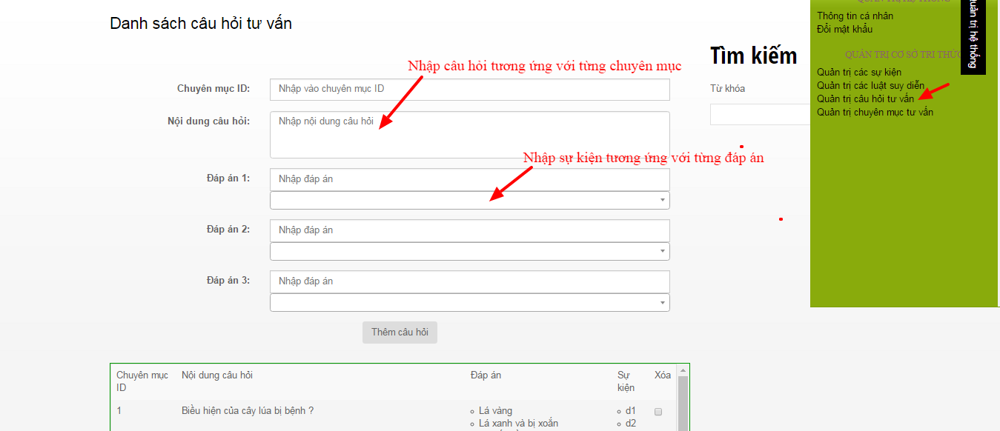 Danh sách câu hỏi tư vấn
Nhập câu hỏi tương ứng với từng chuyên mục
Chuyên mục ID:
Nhập vào chuyên mục ID
Nội dung câu hỏi:
Nhập nội dung câu hỏi
Nhập sự kiện tương ứng với từng đáp án
Đáp án 1:
Nhập đáp án
Đáp án 2:
Nhập đáp án
Đáp án 3:
Nhập đáp án
Thêm câu hỏi
Chuyên mục ID
Nội dung câu hỏi
Đáp án
Sự kiện
Xóa
1
Biều hiện của cây lúa bị bệnh ?
Lá vàng
Lá xanh và bị xoắn
d1
d2
Tìm kiếm
Từ khóa
QUẢN TRỊ HỆ THỐNG
Thông tin cá nhân
Đổi mật khẩu
QUẢN TRỊ CƠ SỞ TRI THỨC
Quản trị các sự kiện
Quản trị các luật suy diễn
Quản trị câu hỏi tư vấn
Quản trị chuyên mục tư vấn
Quản trị hệ thống